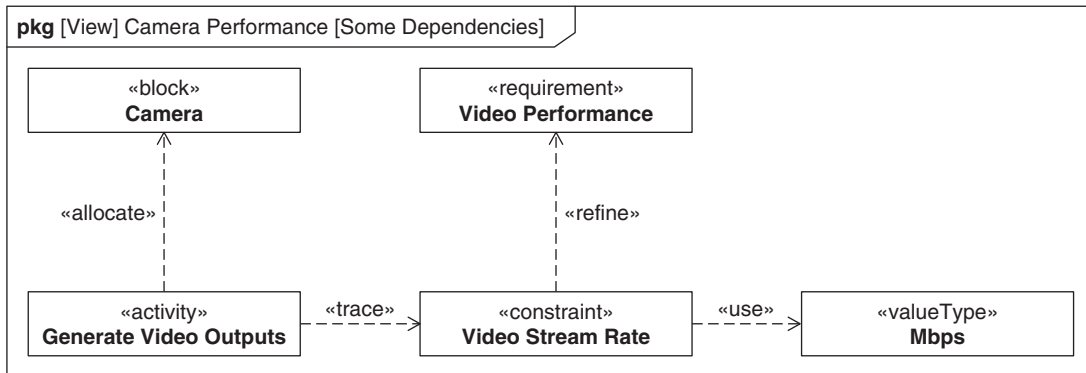 pkg [View] Camera Performance [Some Dependencies]
«block»
Camera
«requirement»
Video Performance
«allocate»
«refine»
«activity»
Generate Video Outputs
«trace»
«constraint»
Video Stream Rate
«use»
«valueType»
Mbps